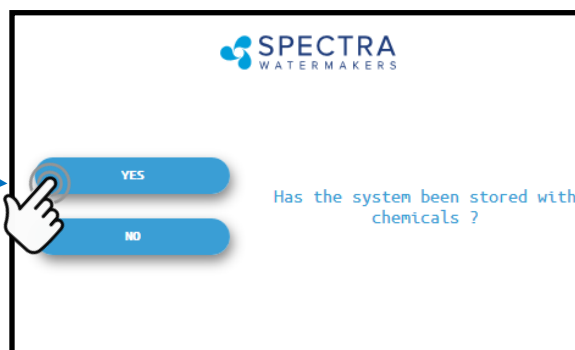 SPECTRA
WATERMAKERS
YES
Has the system been stored with
chemicals ?
NO